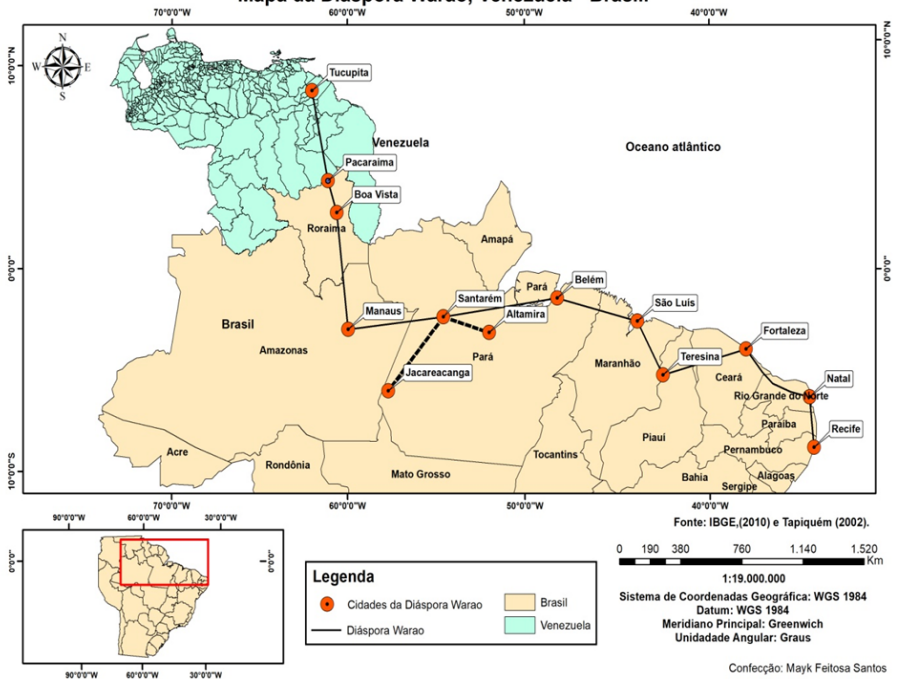 Mapa da Diáspora Warao, Venezuela - Brasil
70°0'0"W
60°0'0"W
50°0'0"W
40°0'0"W
10°0'0"N
10°0'0"N
N
W
E
S
Tucupita
Venezuela
Oceano atlântico
Pacaraima
Boa Vista
Roraima
Amapá
0°0'0"
0°0'0"
Belém
Pará
Santarém
São Luis
Manaus
Altamira
Brasil
Fortaleza
Amazonas
Pará
Teresina
Maranhão
Jacareacanga
Ceará
Natal
Rio Grande do Norte
Paraíba
Recife
Piauí
Acre
Pernambuco
Tocantins
Rondônia
Mato Grosso
Bahia
Alagoas
Sergipe
10°0'0"S
10°0'0"S
70°0'0"W
60°0'0"W
50°0'0"W
40°0'0"W
90°0'0"W
60°0'0"W
30°0'0"W
0°0'0"
0°0'0"
90°0'0"W
60°0'0"W
30°0'0"W
Legenda
Cidades da Diáspora Warao
Diáspora Warao
Brasil
Venezuela
Fonte: IBGE,(2010) e Tapiquém (2002).
0 190 380 760 1.140 1.520
Km
1:19.000.000
Sistema de Coordenadas Geográfica: WGS 1984
Datum: WGS 1984
Meridiano Principal: Greenwich
Unidadade Angular: Graus
Confecção: Mayk Feitosa Santos